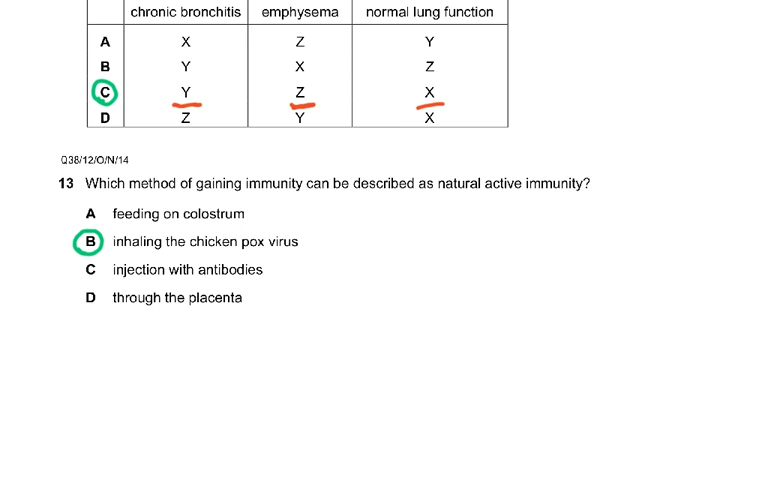 chronic bronchitis emphysema normal lung function
A X Z Y
B Y X Z
C Y Z X
D Z Y X
Q38/12/O/N/14
13 Which method of gaining immunity can be described as natural active immunity?
A feeding on colostrum
B inhaling the chicken pox virus
C injection with antibodies
D through the placenta